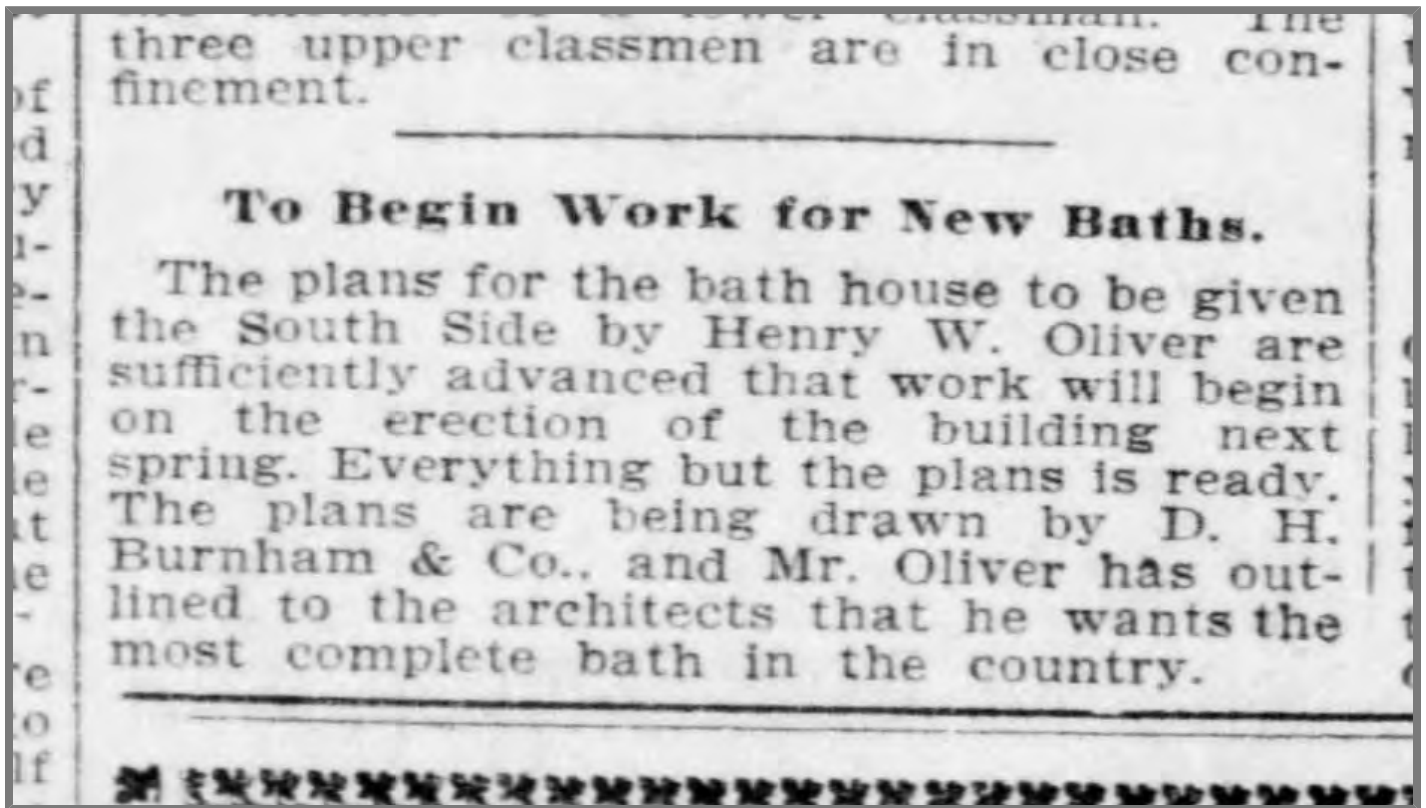 lower classman. The
three upper classmen are in close con-
finement.
To Begin Work for New Baths.
The plans for the bath house to be given
the South Side by Henry W. Oliver are
sufficiently advanced that work will begin
on the erection of the building next
spring. Everything but the plans is ready.
The plans are being drawn by D. H.
Burnham & Co., and Mr. Oliver has out-
lined to the architects that he wants the
most complete bath in the country.